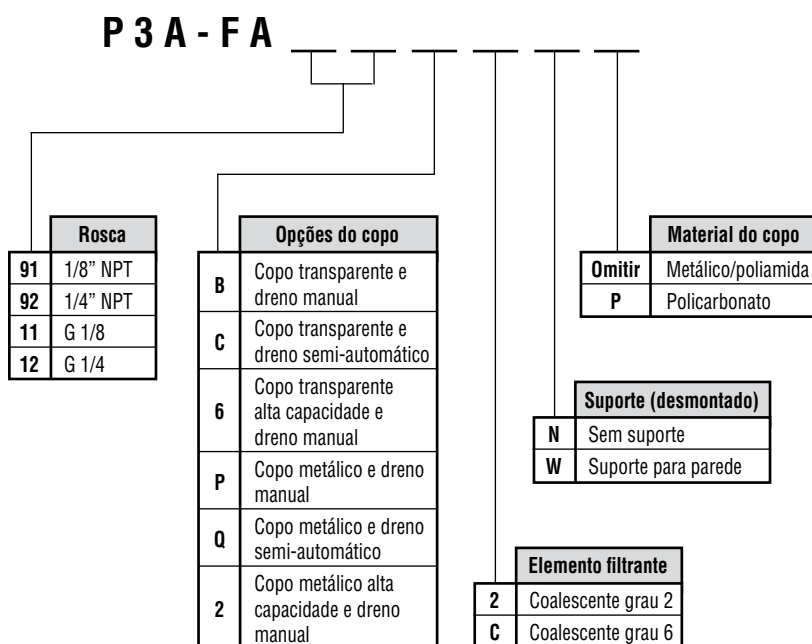 P3A-FA
Rosca
91 1/8” NPT
92 1/4” NPT
11 G 1/8
12 G 1/4
Opções do copo
B Copo transparente e
dreno manual
C Copo transparente e
dreno semi-automático
6 Copo transparente
alta capacidade e
dreno manual
P Copo metálico e dreno
manual
Q Copo metálico e dreno
semi-automático
2 Copo metálico alta
capacidade e dreno
manual
Elemento filtrante
2 Coalescente grau 2
C Coalescente grau 6
Suporte (desmontado)
N Sem suporte
W Suporte para parede
Material do copo
Omitir Metálico/poliamida
P Policarbonato